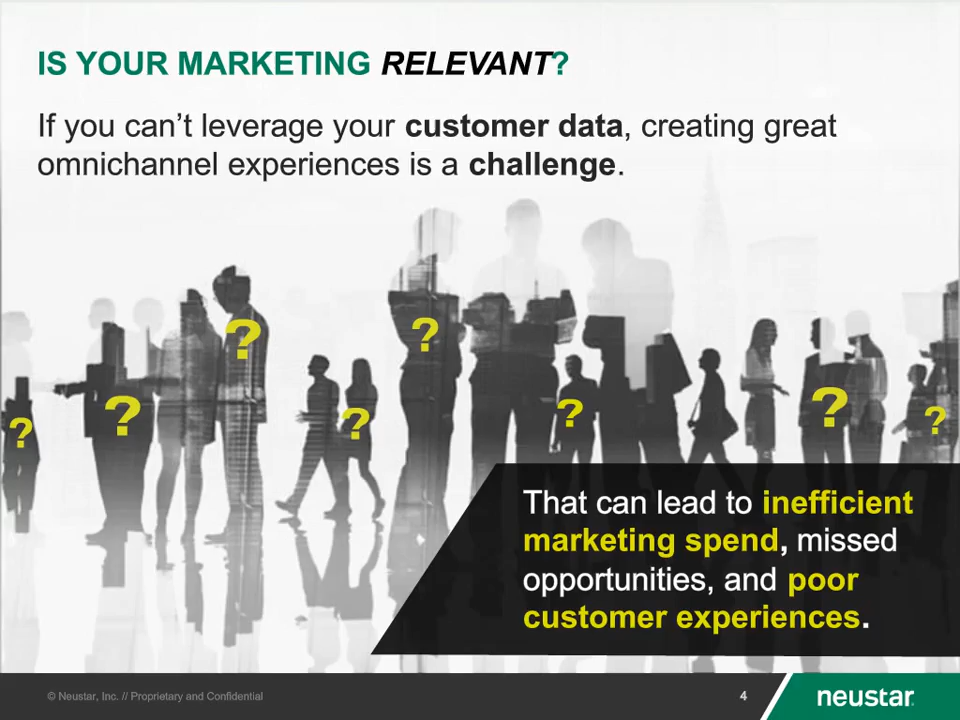 IS YOUR MARKETING RELEVANT?
If you can’t leverage your customer data, creating great
omnichannel experiences is a challenge.
?
?
?
?
?
?
?
?
That can lead to inefficient
marketing spend, missed
opportunities, and poor
customer experiences.
© Neustar, Inc. // Proprietary and Confidential
4
neustar